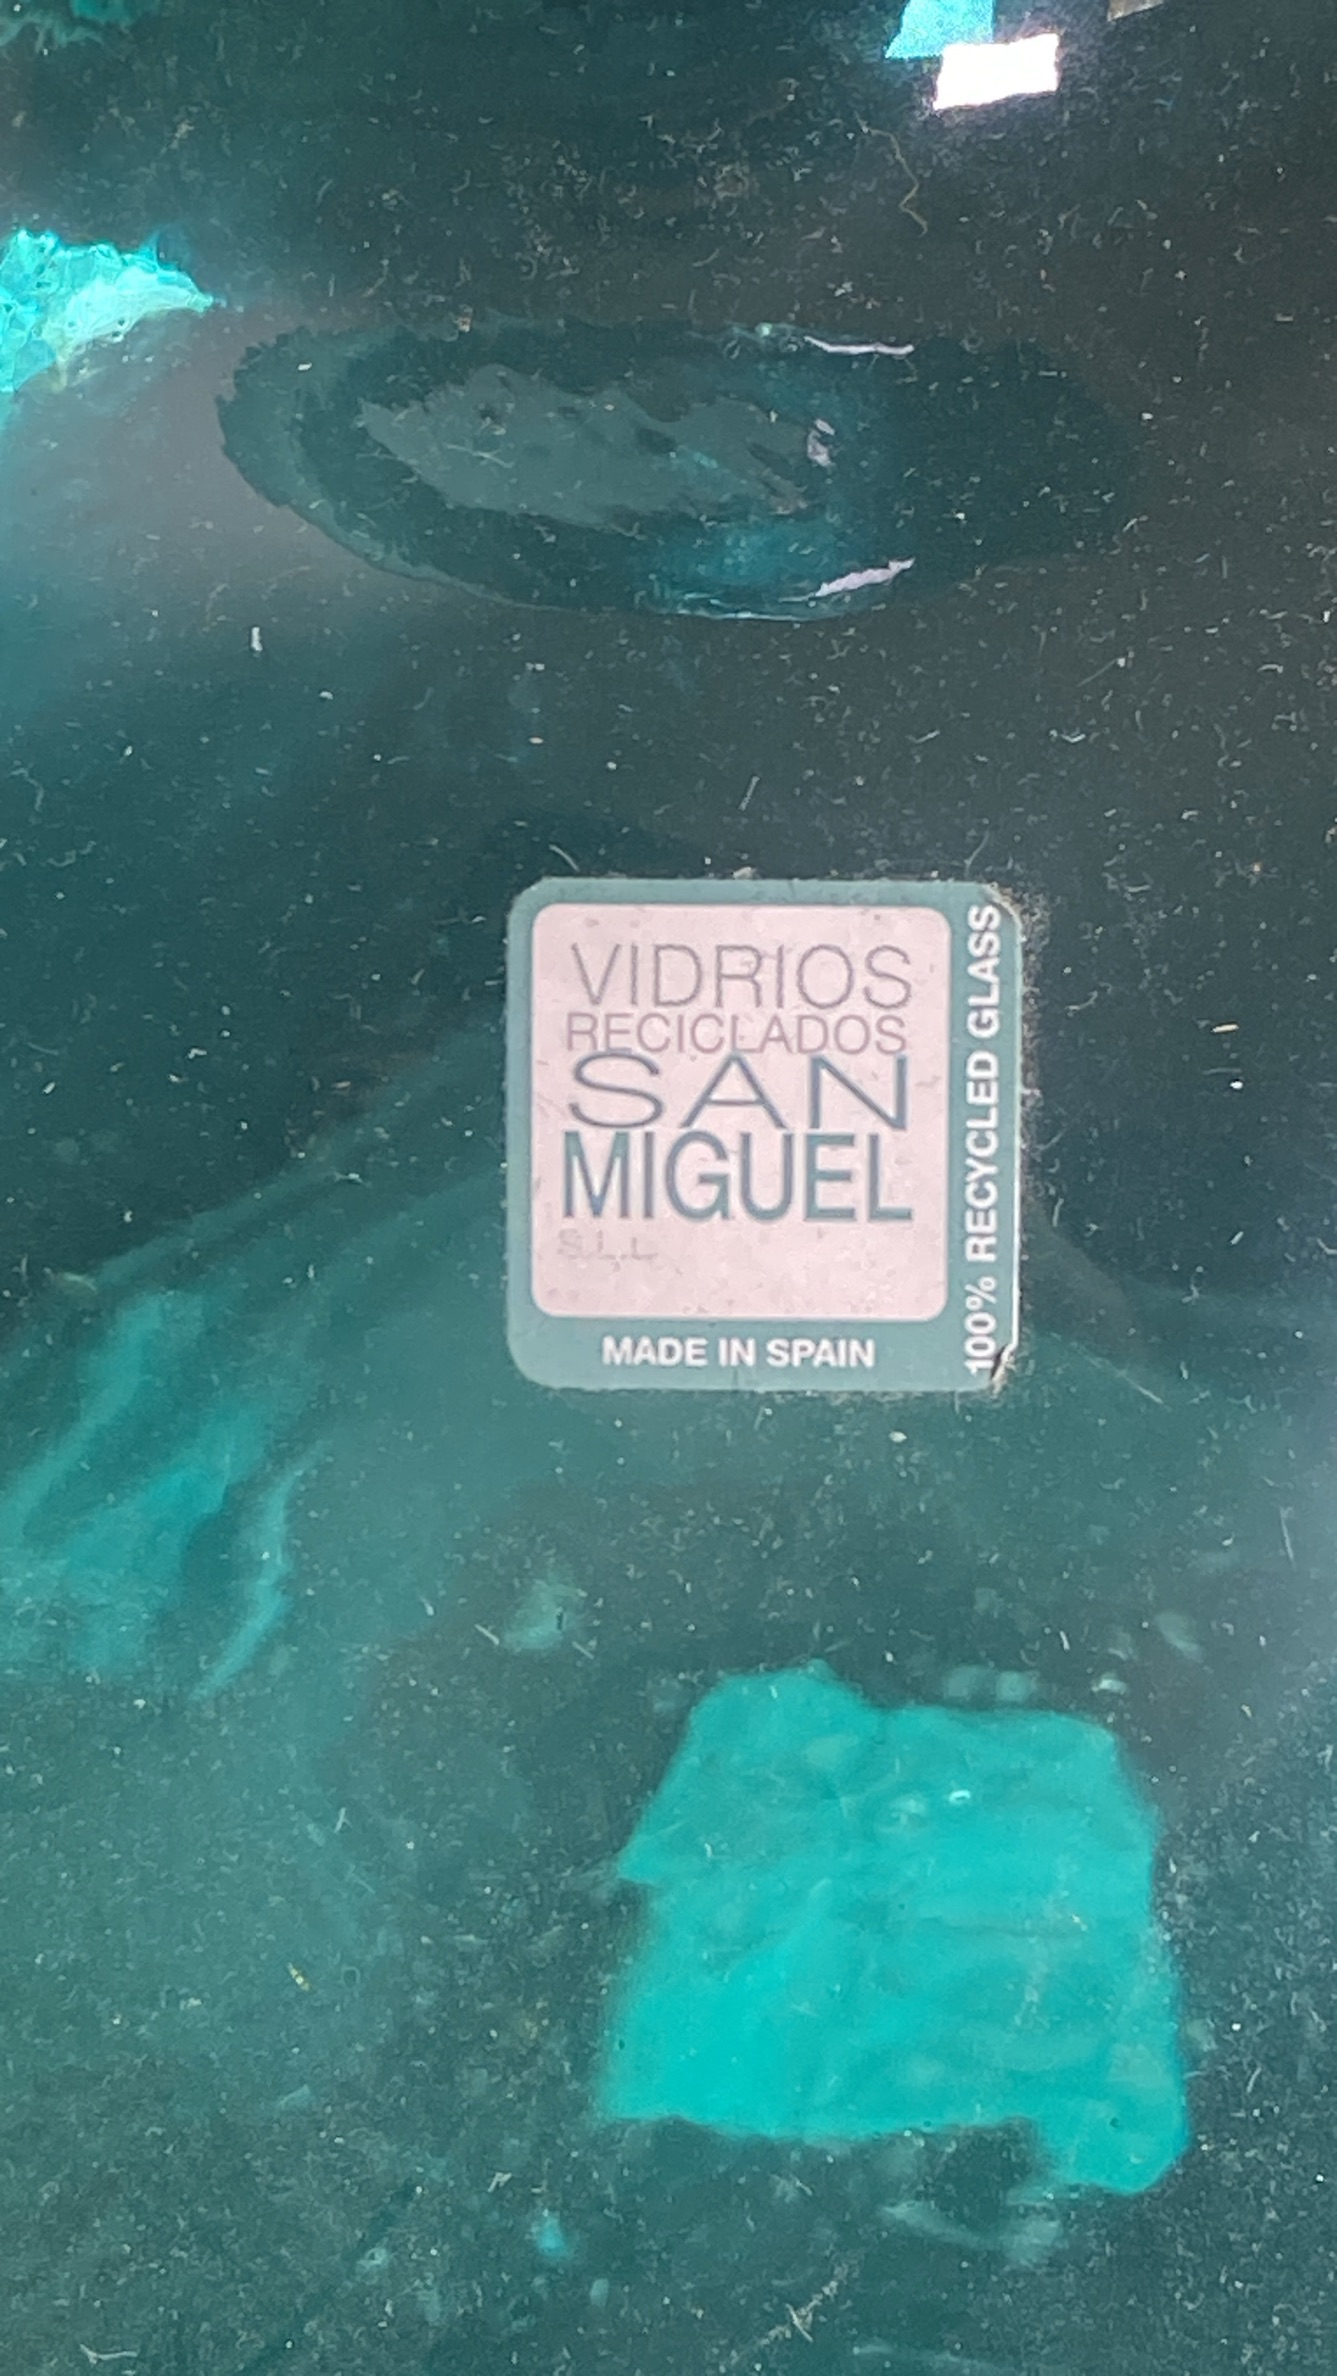 VIDRIOS
RECICLADOS
SAN
MIGUEL
S.L.L.
MADE IN SPAIN
100% RECYCLED GLASS